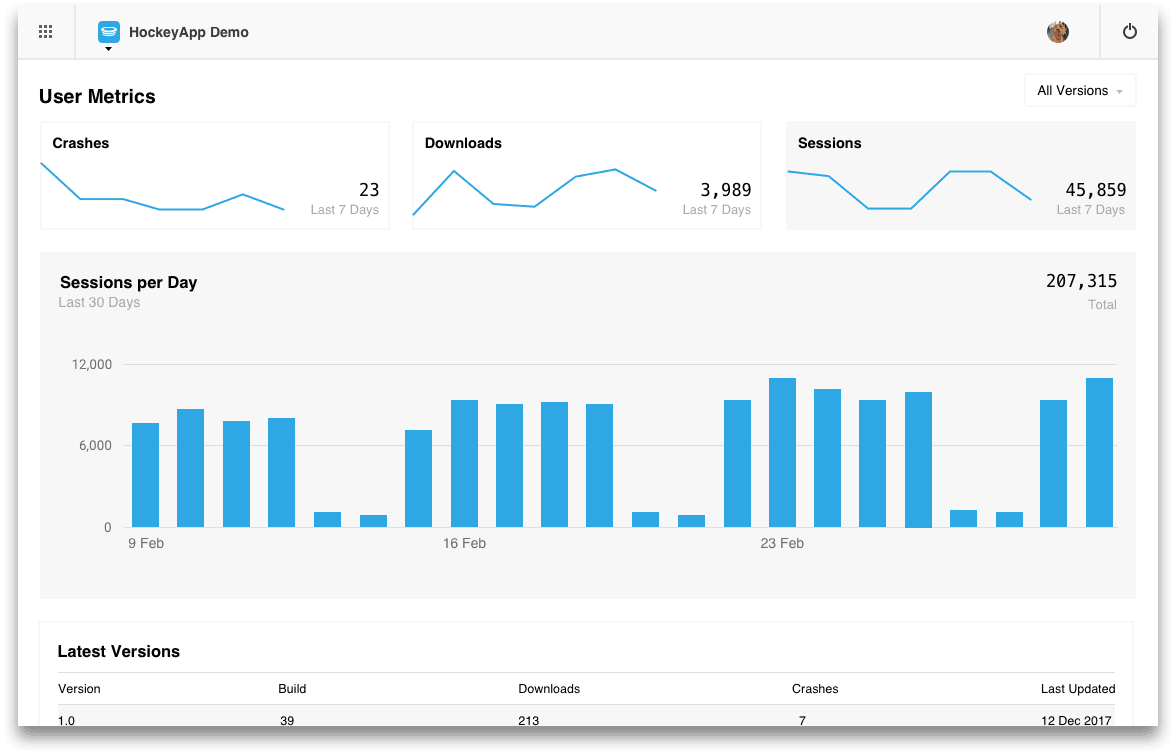 HockeyApp Demo
User Metrics
All Versions
Crashes
23
Last 7 Days
Downloads
3,989
Last 7 Days
Sessions
45,859
Last 7 Days
Sessions per Day
Last 30 Days
207,315
Total
12,000
6,000
0
9 Feb 16 Feb 23 Feb
Latest Versions
Version Build Downloads Crashes Last Updated
1.0 39 213 7 12 Dec 2017